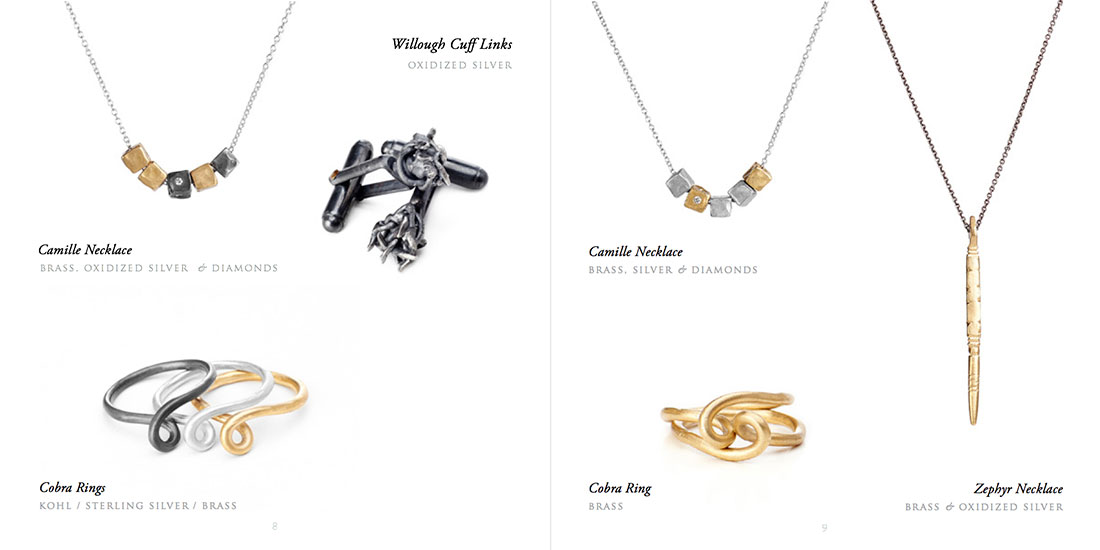 Willough Cuff Links
OXIDIZED SILVER
Camille Necklace
BRASS, OXIDIZED SILVER & DIAMONDS
Cobra Rings
KOHL / STERLING SILVER / BRASS
8
Camille Necklace
BRASS, SILVER & DIAMONDS
Cobra Ring
BRASS
Zephyr Necklace
BRASS & OXIDIZED SILVER
9